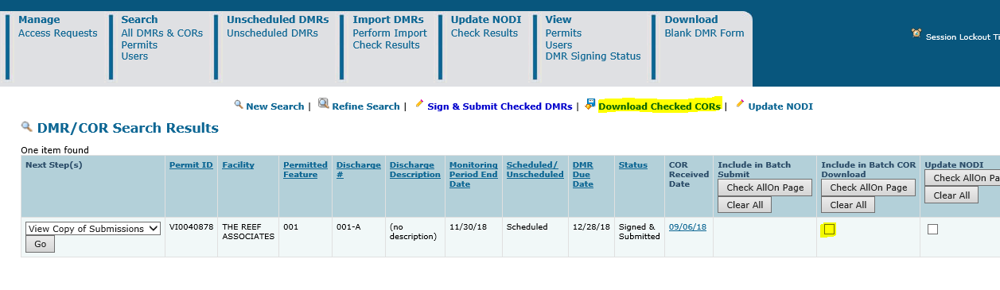 Manage
Access Requests
Search
All DMRs & CORs
Permits
Users
Unscheduled DMRs
Unscheduled DMRs
Import DMRs
Perform Import
Check Results
Update NODI
Check Results
View
Permits
Users
DMR Signing Status
Download
Blank DMR Form
Session Lockout Ti
New Search | Refine Search | Sign & Submit Checked DMRs | Download Checked CORs | Update NODI
DMR/COR Search Results
One item found
Next Step(s)
Permit ID
Facility
Permitted
Feature
Discharge
#
Discharge
Description
Monitoring
Period End
Date
Scheduled/
Unscheduled
DMR
Due
Date
Status
COR
Received
Date
Include in Batch
Submit
Check AllOn Page
Clear All
Include in Batch COR
Download
Check AllOn Page
Clear All
Update NODI
Check AllOn Pa
Clear All
View Copy of Submissions
Go
VI0040878
THE REEF
ASSOCIATES
001
001-A
(no
description)
11/30/18
Scheduled
12/28/18
Signed &
Submitted
09/06/18